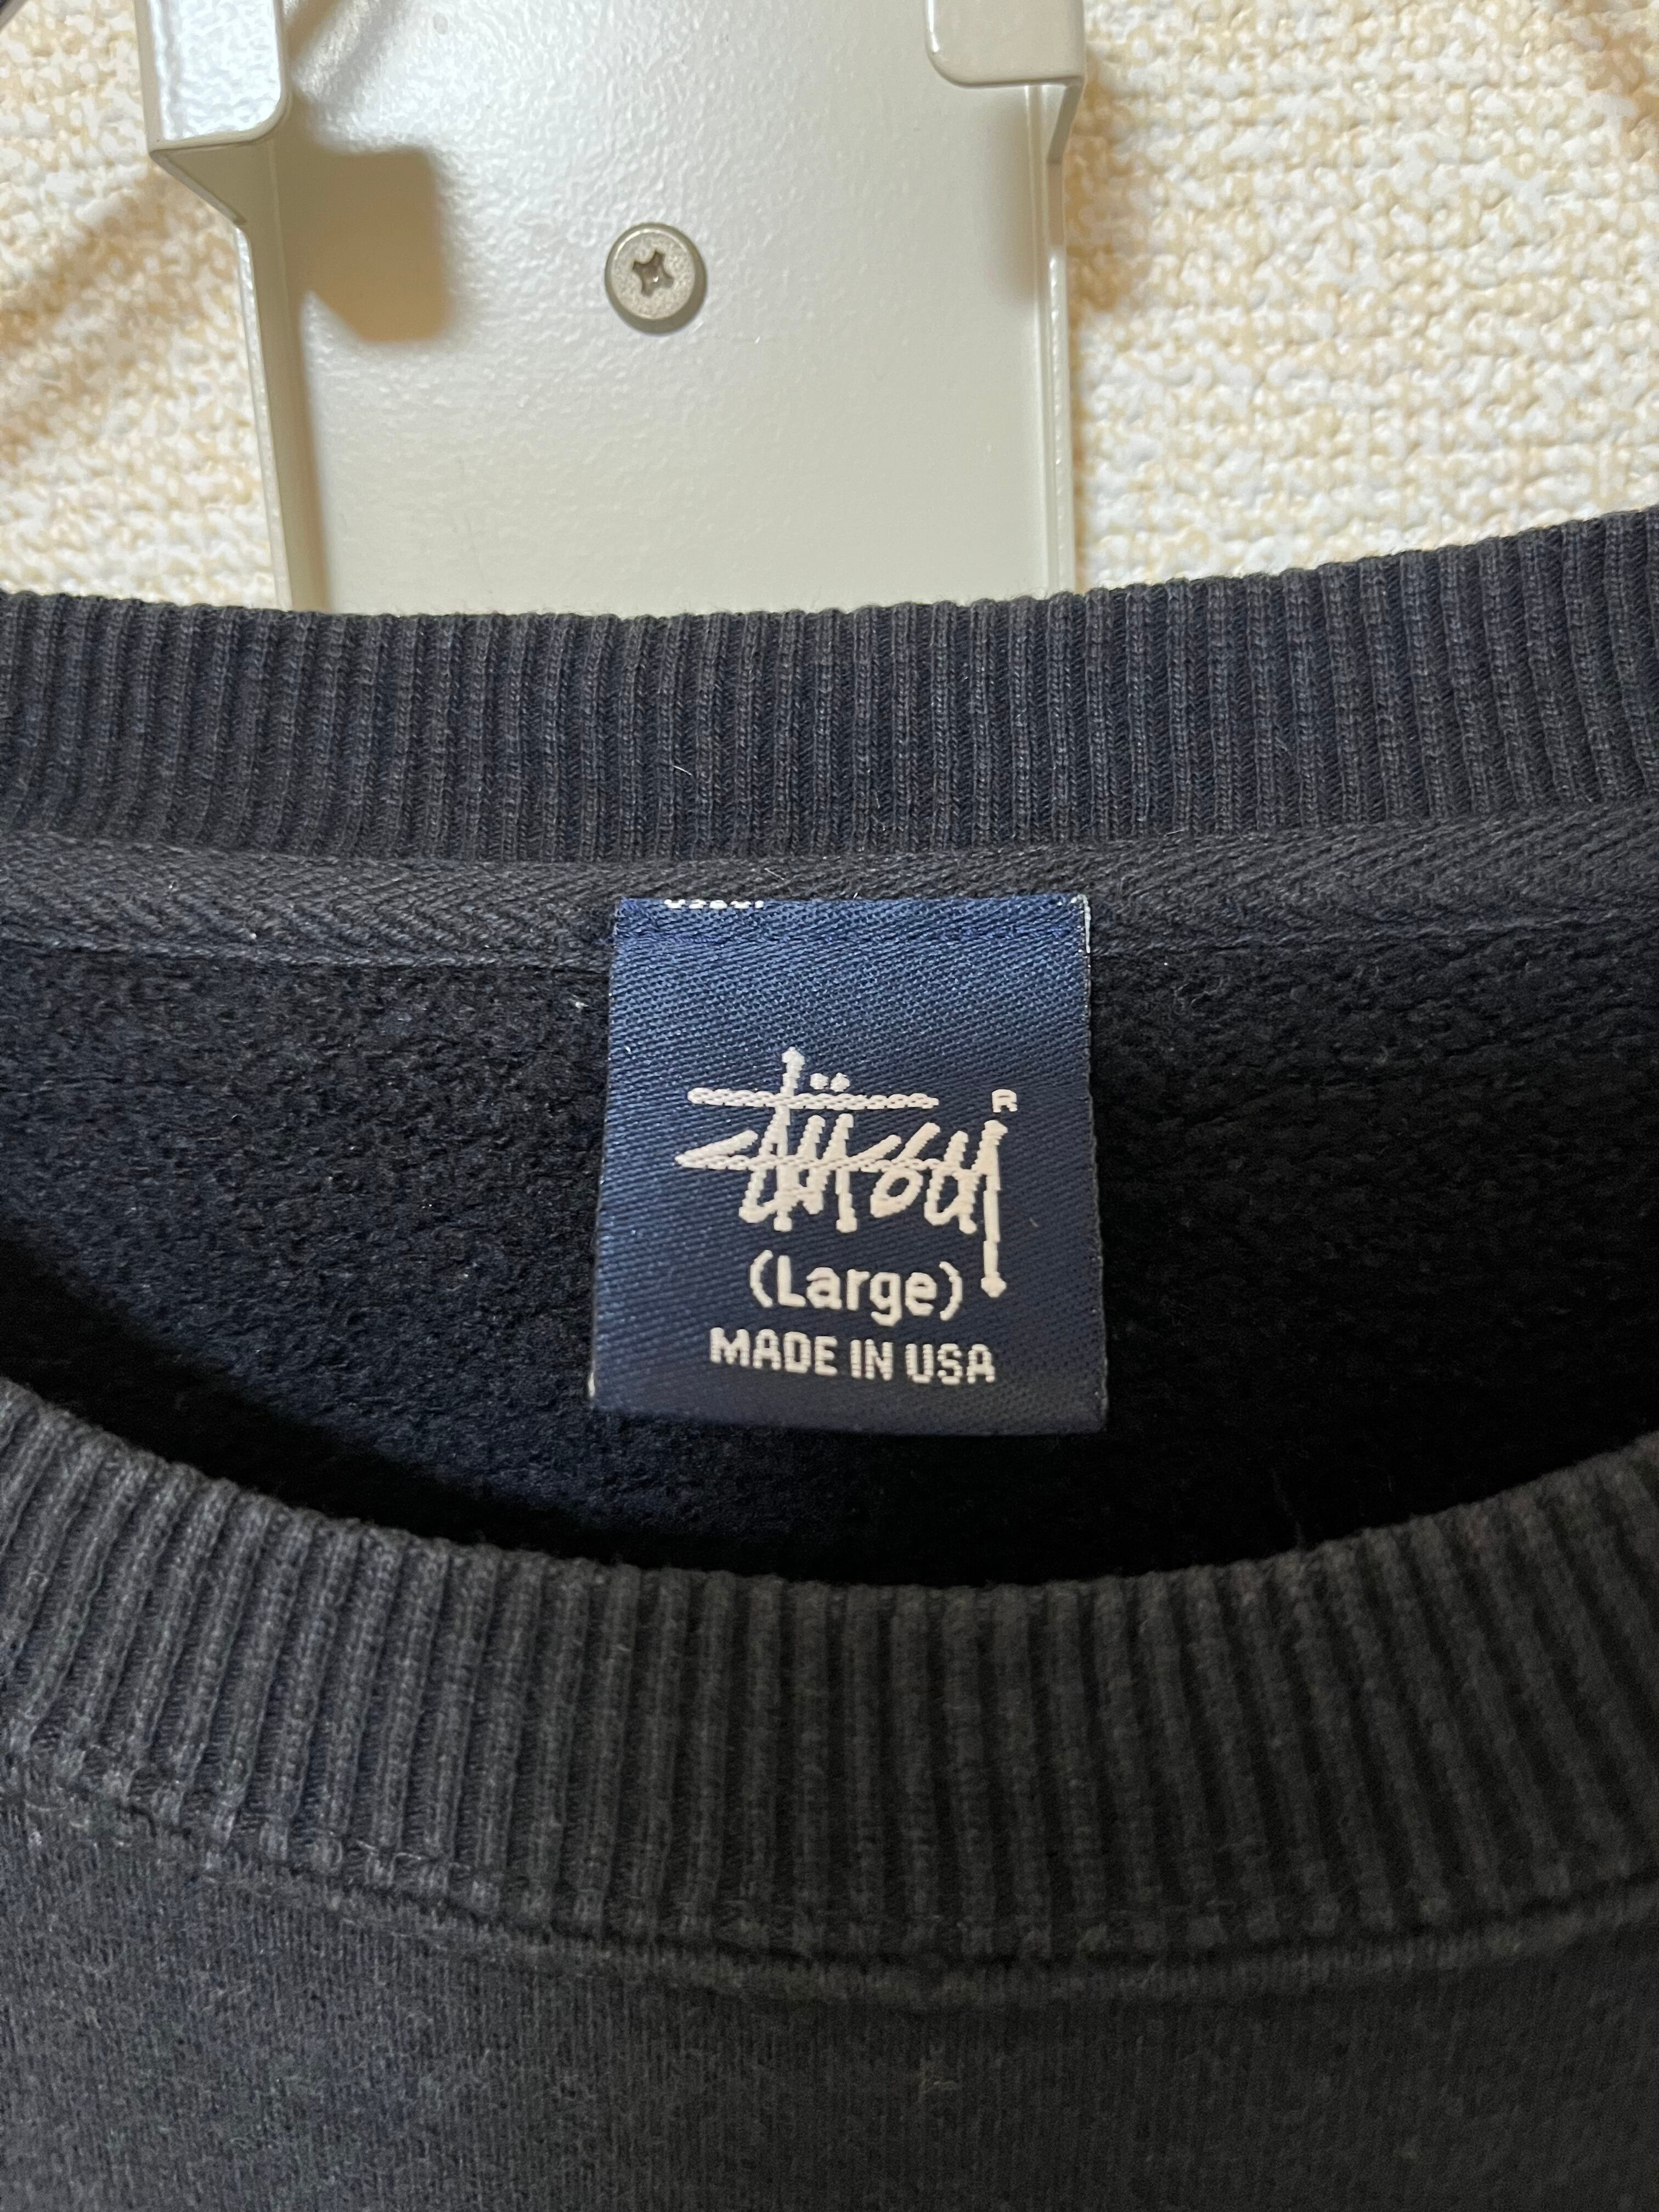 stüssy
R
(Large)
MADE IN USA